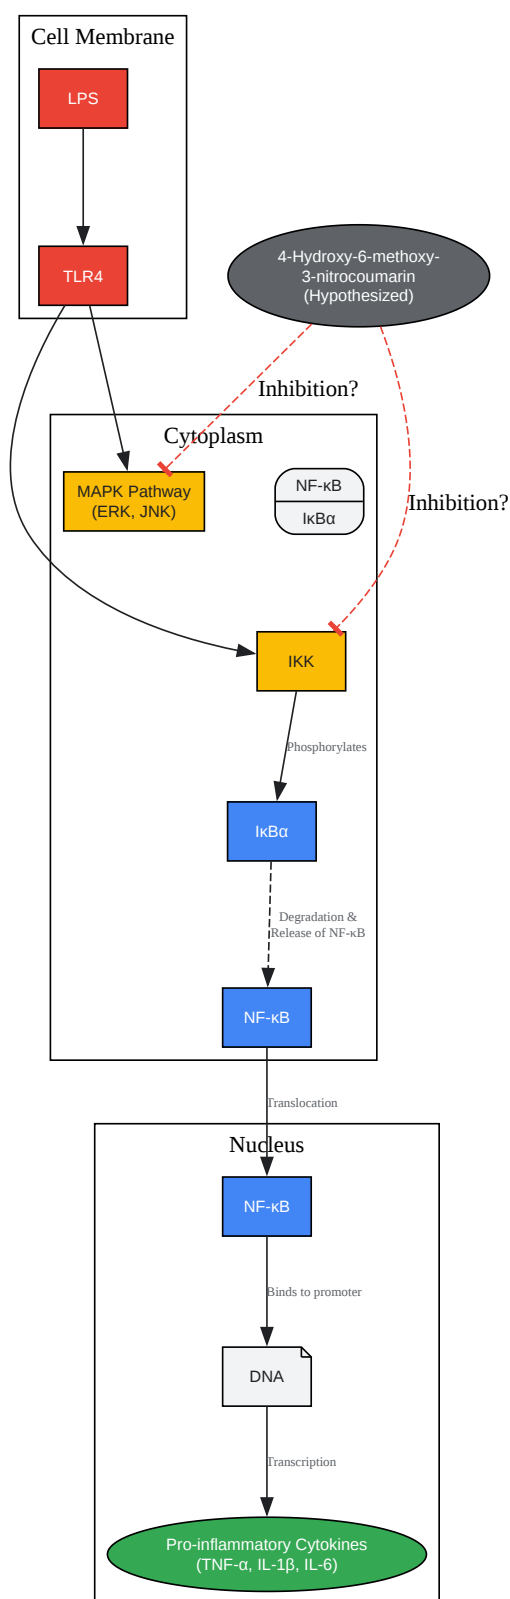 Cell Membrane
LPS
TLR4
4-Hydroxy-6-methoxy-
3-nitrocoumarin
(Hypothesized)
Inhibition?
Cytoplasm
MAPK Pathway
(ERK, JNK)
NF-κB
IκBα
Inhibition?
IKK
Phosphorylates
IκBα
Degradation &
Release of NF-κB
NF-κB
Translocation
Nucleus
NF-κB
Binds to promoter
DNA
Transcription
Pro-inflammatory Cytokines
(TNF-α, IL-1β, IL-6)